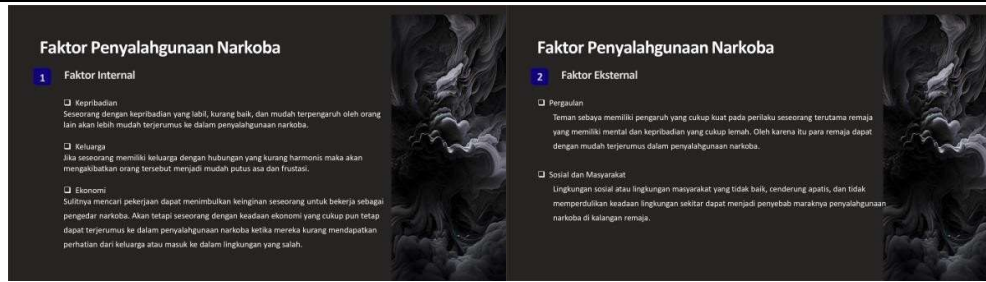 Faktor Penyalahgunaan Narkoba
1 Faktor Internal
❑ Kepribadian
Seseorang dengan kepribadian yang labil, kurang baik, dan mudah terpengaruh oleh orang
lain akan lebih mudah terjerumus ke dalam penyalahgunaan narkoba.
❑ Keluarga
Jika seseorang memiliki keluarga dengan hubungan yang kurang harmonis maka akan
mengakibatkan orang tersebut menjadi mudah putus asa dan frustasi.
❑ Ekonomi
Sulitnya mencari pekerjaan dapat menimbulkan keinginan seseorang untuk bekerja sebagai
pengedar narkoba. Akan tetapi seseorang dengan keadaan ekonomi yang cukup pun tetap
dapat terjerumus ke dalam penyalahgunaan narkoba ketika mereka kurang mendapatkan
perhatian dari keluarga atau masuk ke dalam lingkungan yang salah.
Faktor Penyalahgunaan Narkoba
2 Faktor Eksternal
❑ Pergaulan
Teman sebaya memiliki pengaruh yang cukup kuat pada perilaku seseorang terutama remaja
yang memiliki mental dan kepribadian yang cukup lemah. Oleh karena itu para remaja dapat
dengan mudah terjerumus dalam penyalahgunaan narkoba.
❑ Sosial dan Masyarakat
Lingkungan sosial atau lingkungan masyarakat yang tidak baik, cenderung apatis, dan tidak
memperdulikan keadaan lingkungan sekitar dapat menjadi penyebab maraknya penyalahgunaan
narkoba di kalangan remaja.